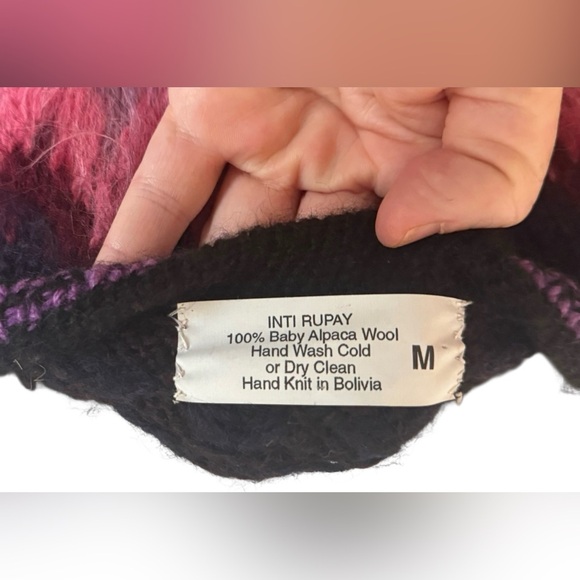 INTI RUPAY
100% Baby Alpaca Wool
Hand Wash Cold
or Dry Clean
Hand Knit in Bolivia
M